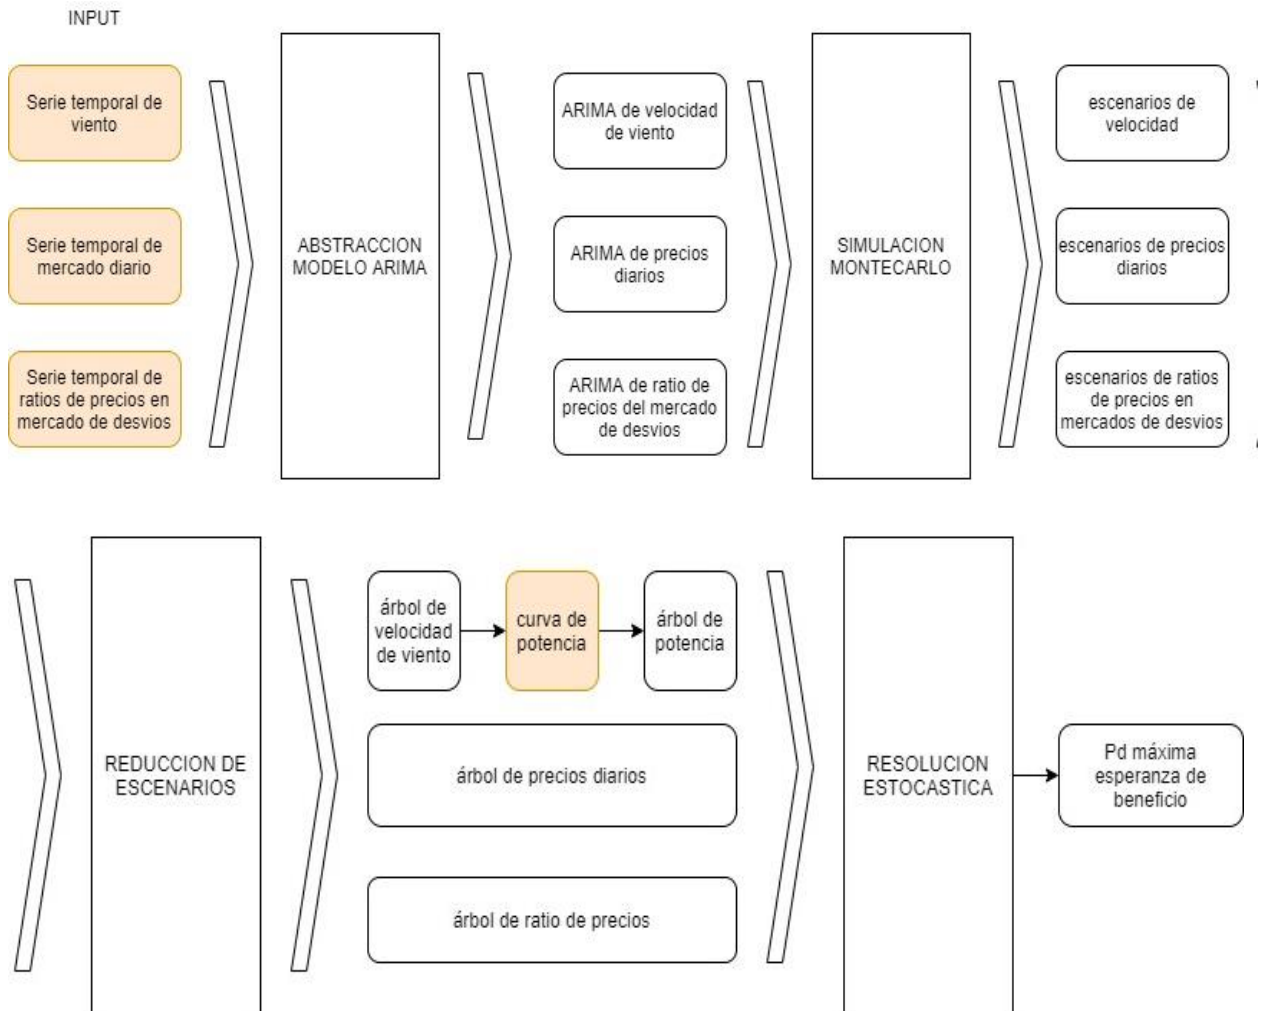 INPUT
Serie temporal de
viento
Serie temporal de
mercado diario
Serie temporal de
ratios de precios en
mercado de desvios
ABSTRACCION
MODELO ARIMA
ARIMA de velocidad
de viento
ARIMA de precios
diarios
ARIMA de ratio de
precios del mercado
de desvios
SIMULACION
MONTECARLO
escenarios de
velocidad
escenarios de precios
diarios
escenarios de ratios
de precios en
mercados de desvios
REDUCCION DE
ESCENARIOS
árbol de
velocidad
de viento
curva de
potencia
árbol de
potencia
árbol de precios diarios
árbol de ratio de precios
RESOLUCION
ESTOCASTICA
Pd máxima
esperanza de
beneficio